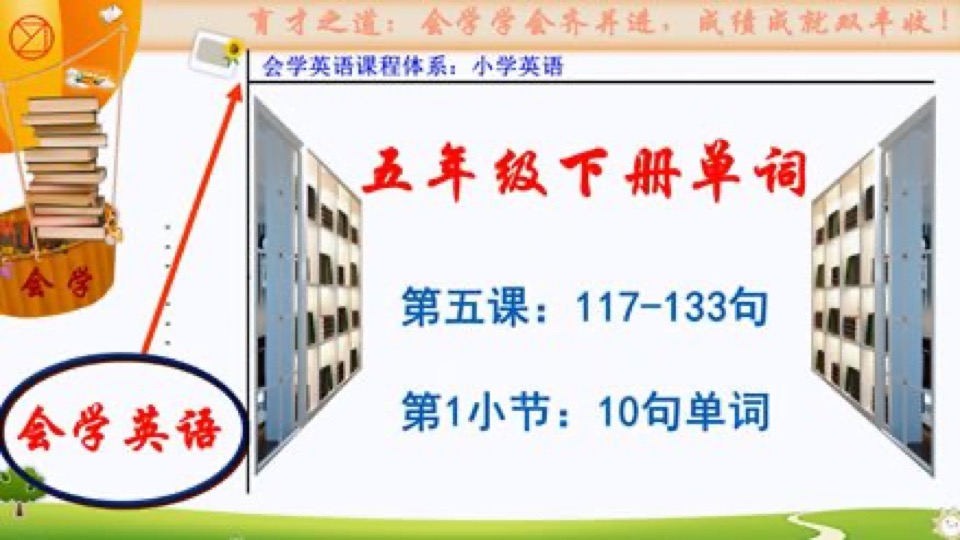 育才之道：会学学会齐并进，成绩成就双丰收！
会学英语课程体系：小学英语
五年级下册单词
会学
第五课：117-133句
第1小节：10句单词
会学英语